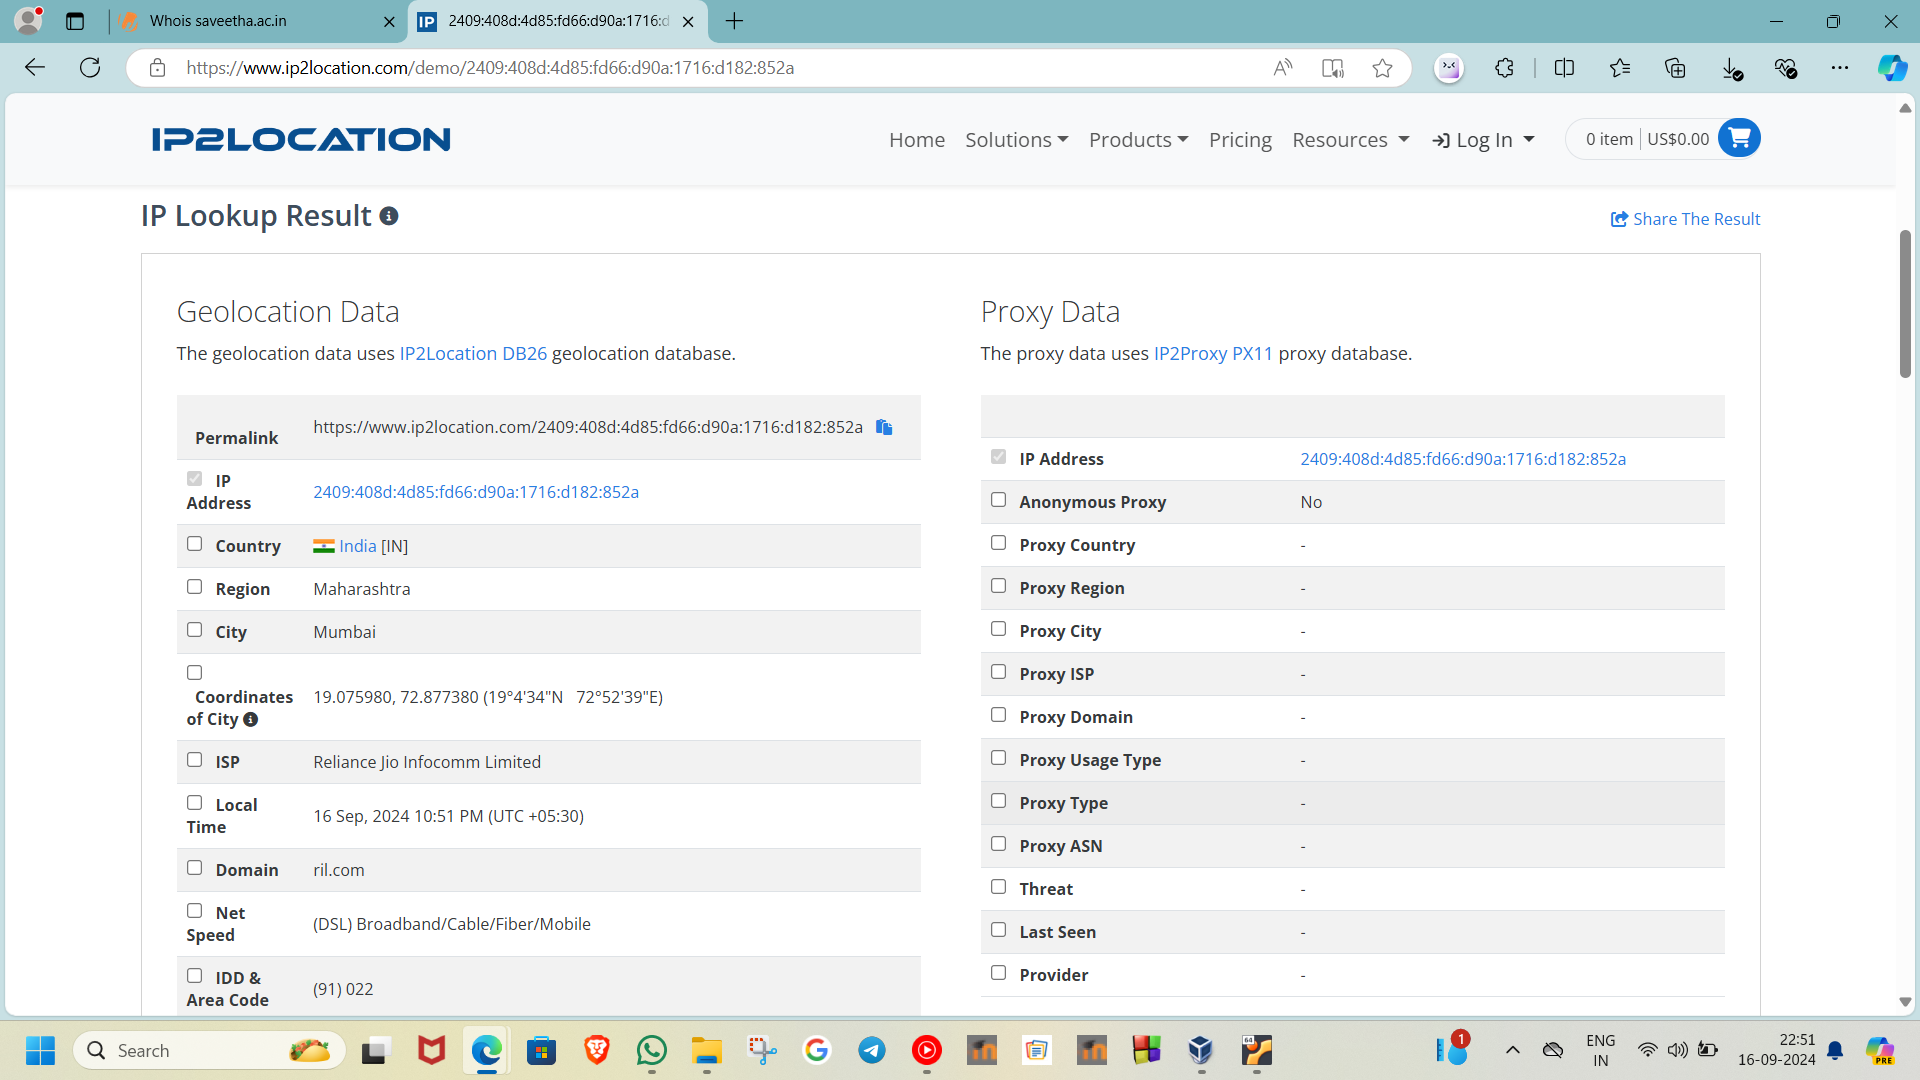 Whois saveetha.ac.in
IP 2409:408d:4d85:fd66:d90a:1716:d
https://www.ip2location.com/demo/2409:408d:4d85:fd66:d90a:1716:d182:852a
IP2LOCATION
Home Solutions Products Pricing Resources Log In 0 item US$0.00
IP Lookup Result
Share The Result
Geolocation Data
The geolocation data uses IP2Location DB26 geolocation database.
Permalink https://www.ip2location.com/2409:408d:4d85:fd66:d90a:1716:d182:852a
IP
Address 2409:408d:4d85:fd66:d90a:1716:d182:852a
Country India [IN]
Region Maharashtra
City Mumbai
Coordinates
of City 19.075980, 72.877380 (19°4'34"N 72°52'39"E)
ISP Reliance Jio Infocomm Limited
Local
Time 16 Sep, 2024 10:51 PM (UTC +05:30)
Domain ril.com
Net
Speed (DSL) Broadband/Cable/Fiber/Mobile
IDD &
Area Code (91) 022
Proxy Data
The proxy data uses IP2Proxy PX11 proxy database.
IP Address 2409:408d:4d85:fd66:d90a:1716:d182:852a
Anonymous Proxy No
Proxy Country -
Proxy Region -
Proxy City -
Proxy ISP -
Proxy Domain -
Proxy Usage Type -
Proxy Type -
Proxy ASN -
Threat -
Last Seen -
Provider -
Search
1
ENG
IN
22:51
16-09-2024
PRE
64